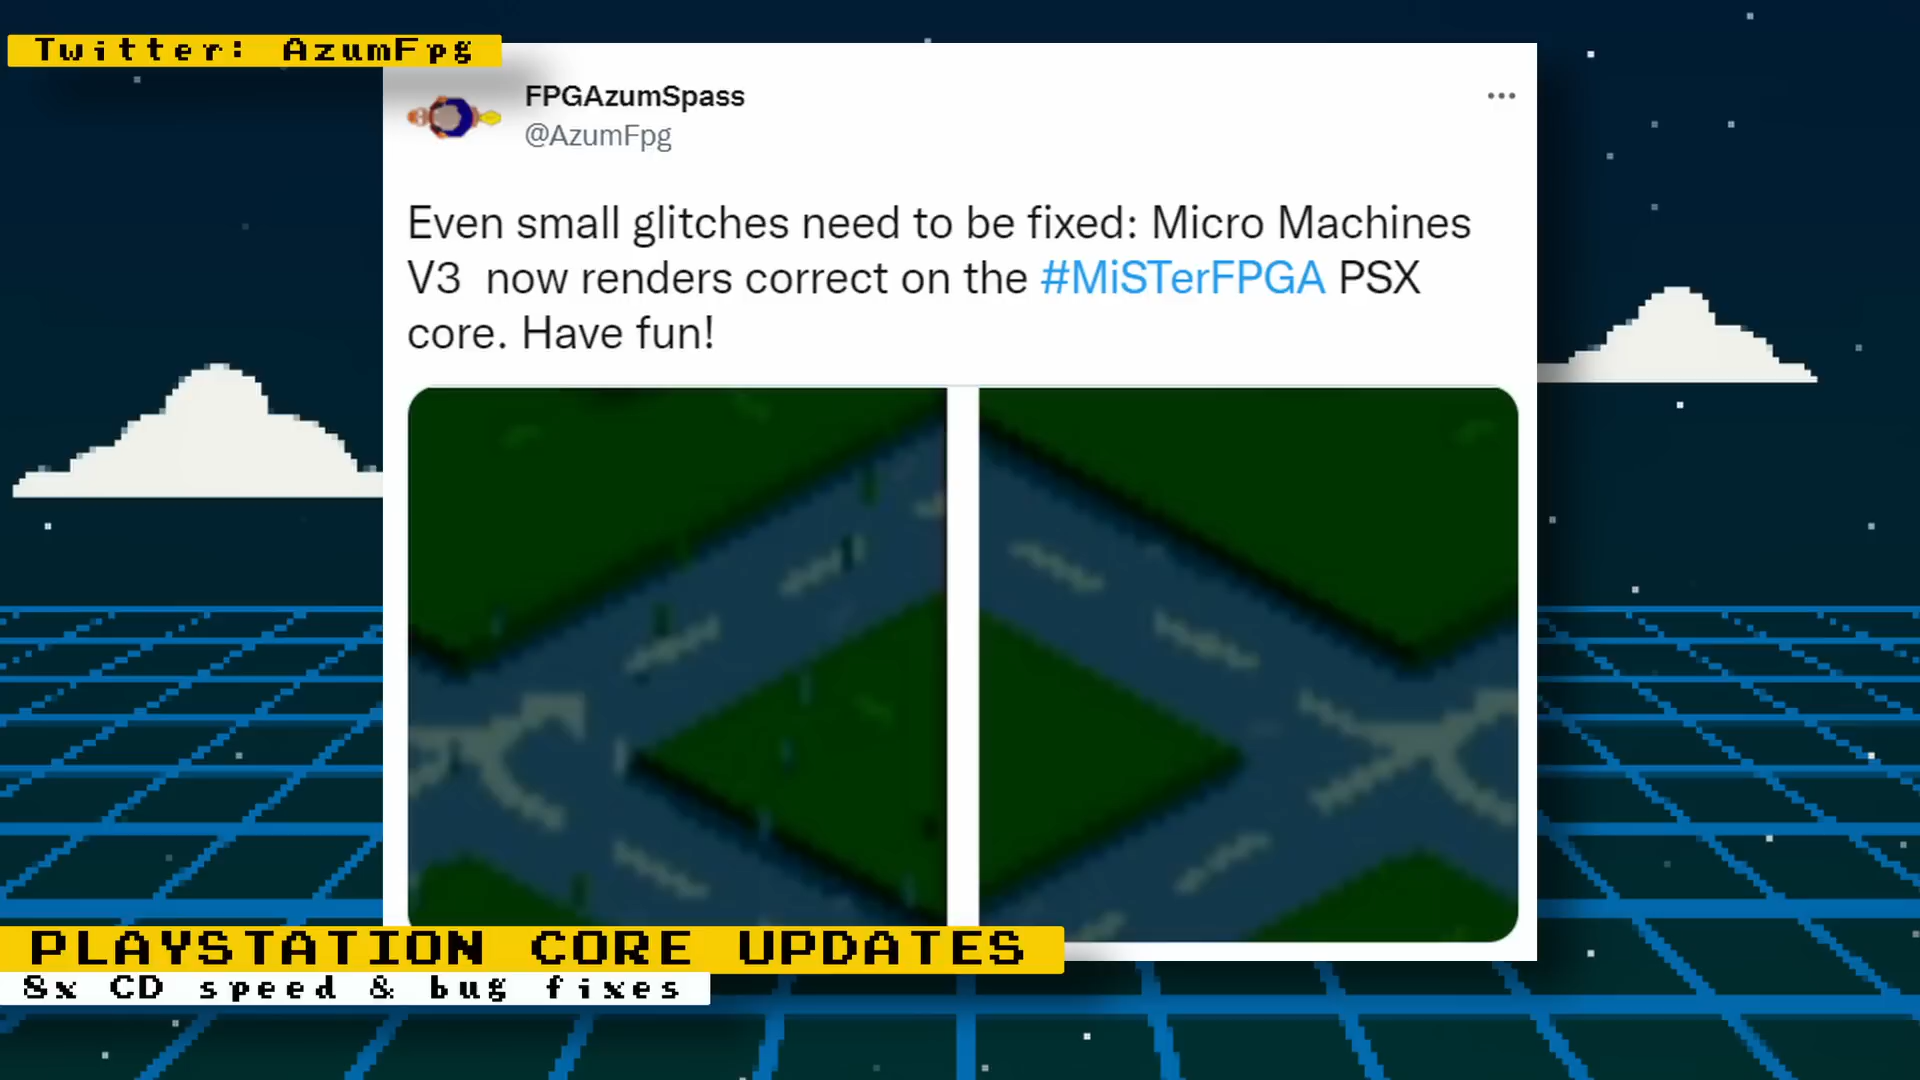 Twitter: AzumFpg
FPGAzumSpass
@AzumFpg
Even small glitches need to be fixed: Micro Machines
V3 now renders correct on the #MiSTerFPGA PSX
core. Have fun!
PLAYSTATION CORE UPDATES
8x CD speed & bug fixes